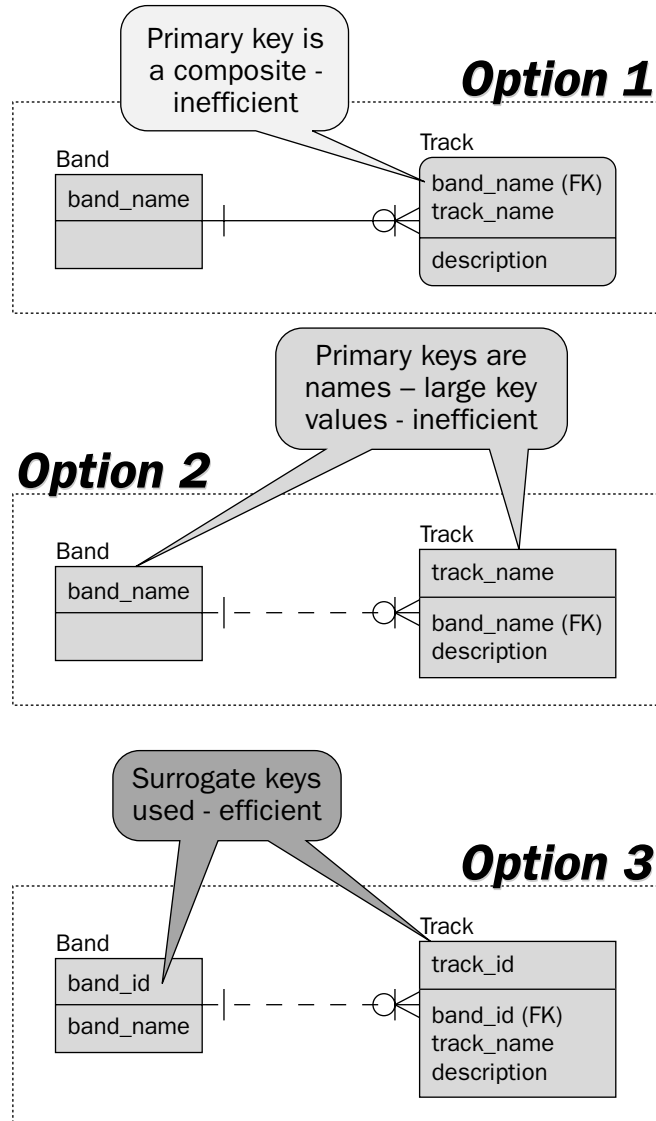 Primary key is
a composite -
inefficient
Option 1
Band
band_name
Track
band_name (FK)
track_name
description
Primary keys are
names – large key
values - inefficient
Option 2
Band
band_name
Track
track_name
band_name (FK)
description
Surrogate keys
used - efficient
Option 3
Band
band_id
band_name
Track
track_id
band_id (FK)
track_name
description